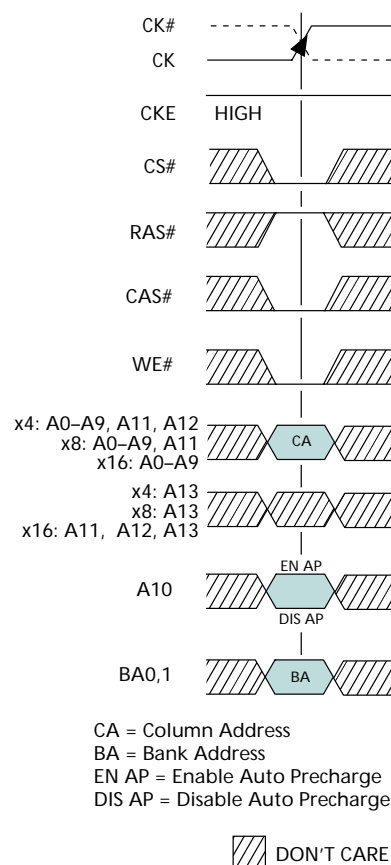 CK#
CK
CKE HIGH
CS#
RAS#
CAS#
WE#
x4: A0–A9, A11, A12
x8: A0–A9, A11
x16: A0–A9
CA
x4: A13
x8: A13
x16: A11, A12, A13
EN AP
A10
DIS AP
BA0,1 BA
CA = Column Address
BA = Bank Address
EN AP = Enable Auto Precharge
DIS AP = Disable Auto Precharge
DON'T CARE